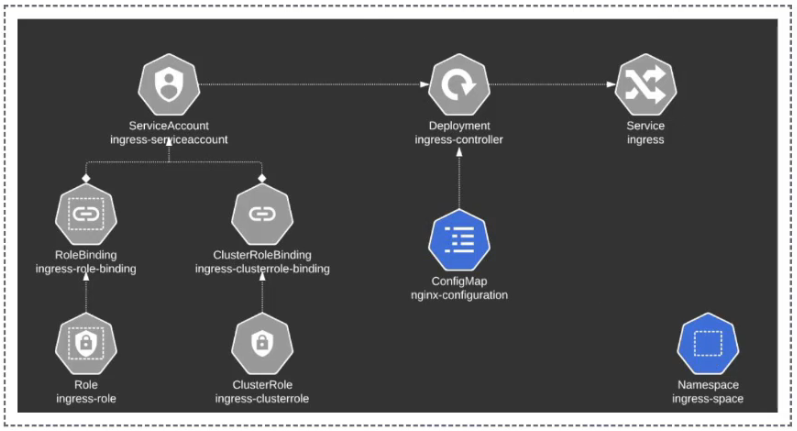 ServiceAccount
ingress-serviceaccount
Deployment
ingress-controller
Service
ingress
RoleBinding
ingress-role-binding
ClusterRoleBinding
ingress-clusterrole-binding
ConfigMap
nginx-configuration
Role
ingress-role
ClusterRole
ingress-clusterrole
Namespace
ingress-space